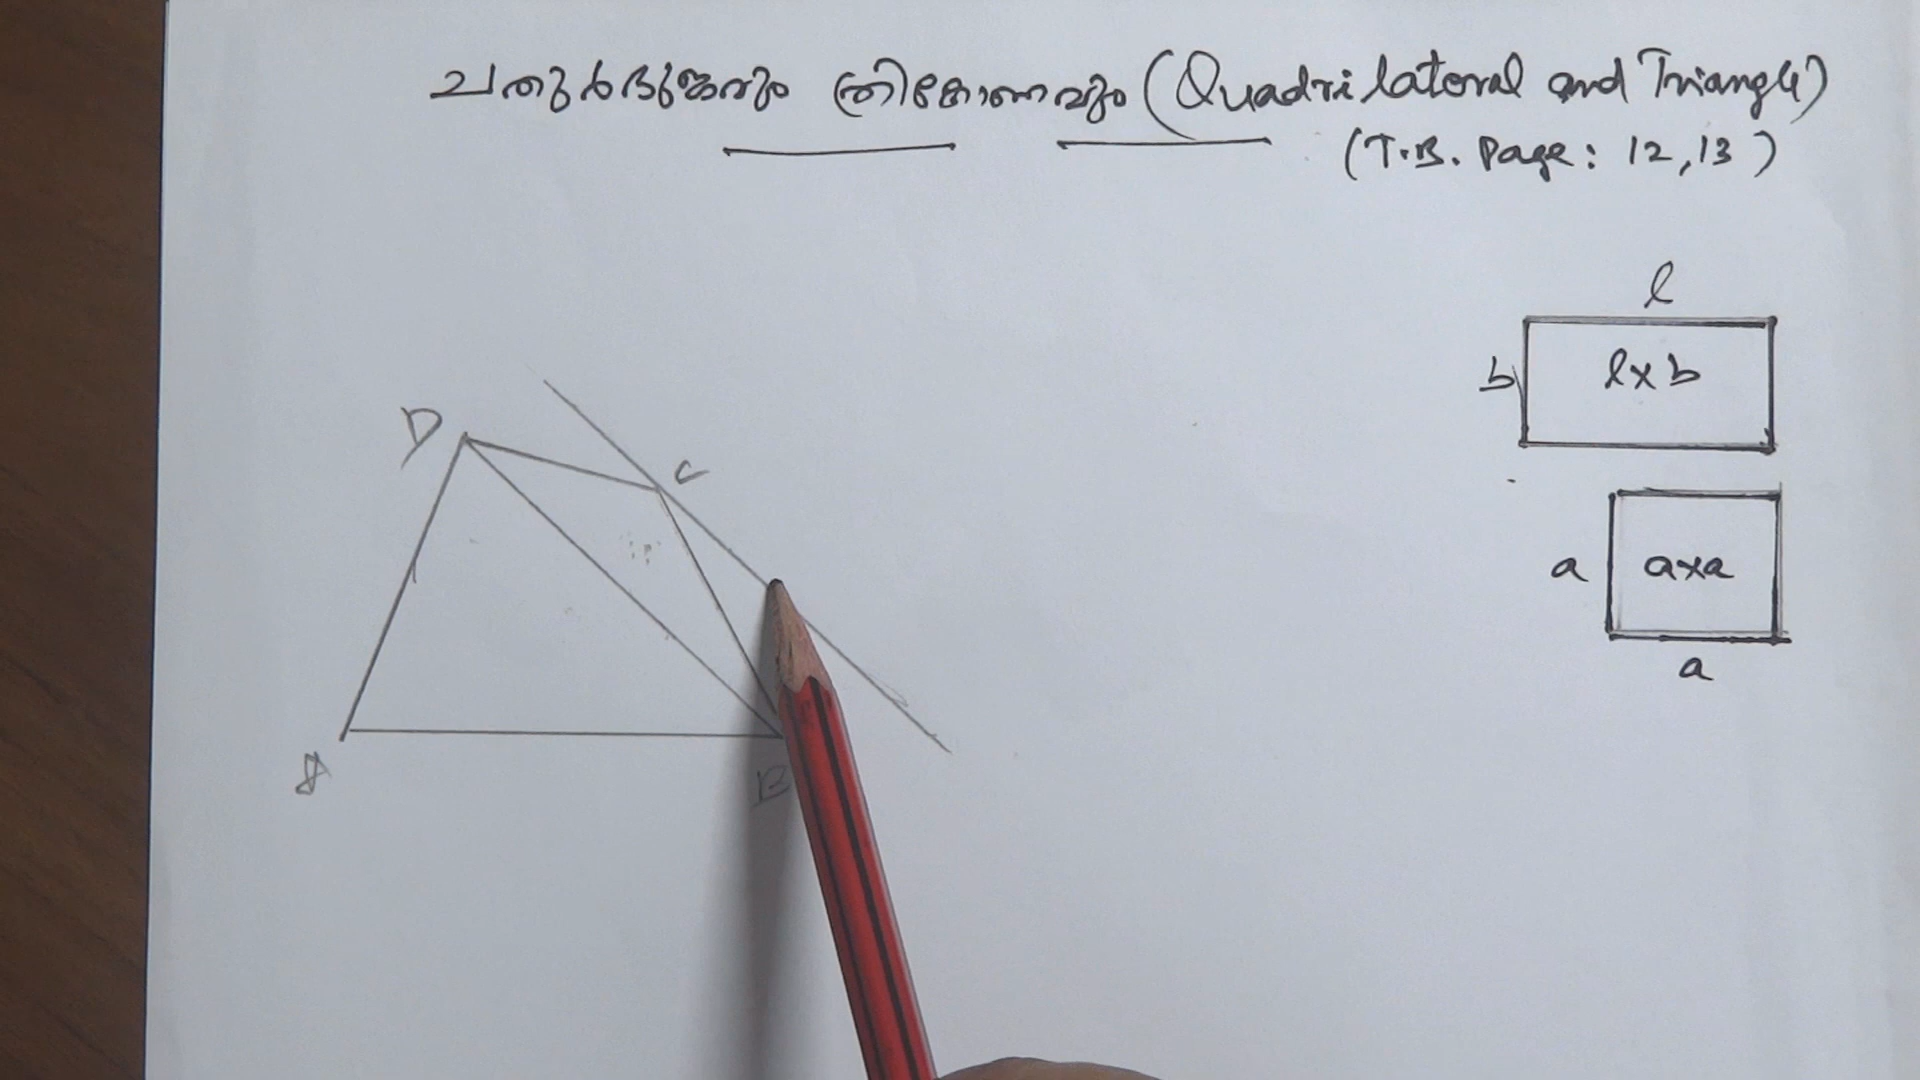 ചതുർഭുജവും ത്രികോണവും (Quadrilateral and Triangle)
(T.B. Page: 12, 13)
l
b
l x b
D
C
a
a x a
a
A
B